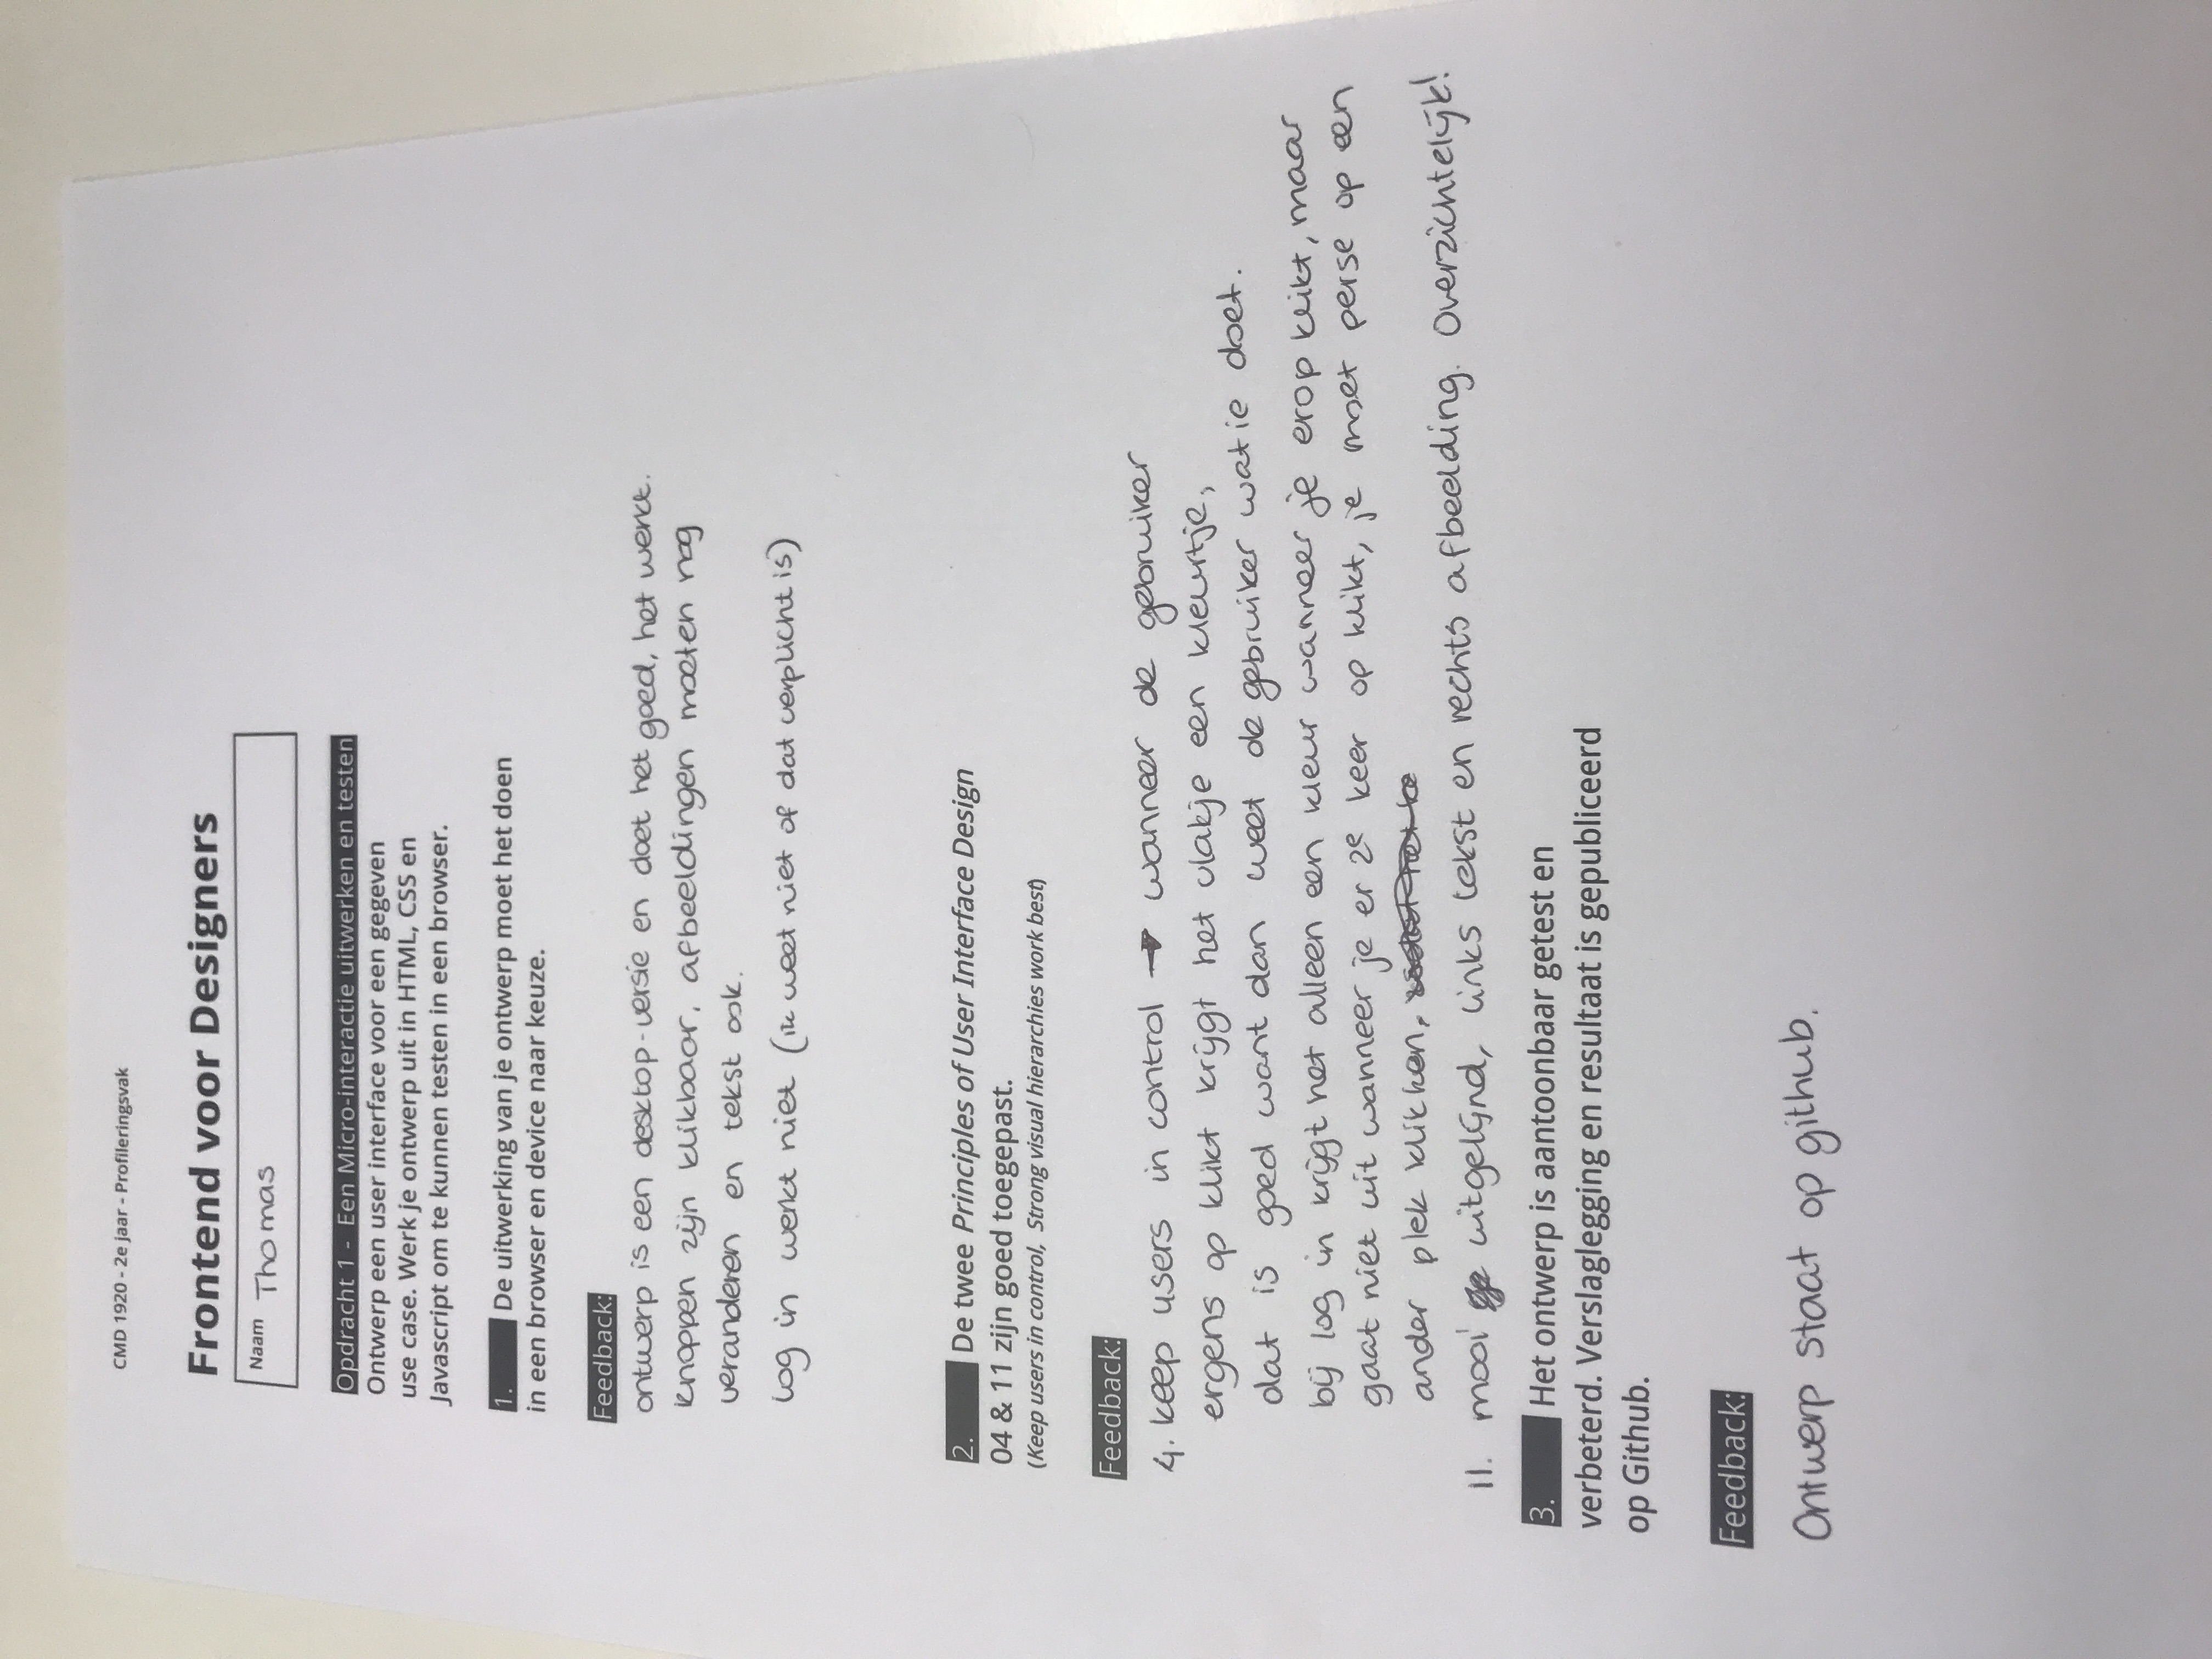 CMD 1920 - 2e jaar - Profileringsvak
Frontend voor Designers
Naam Thomas
Opdracht 1 - Een Micro-interactie uitwerken en testen
Ontwerp een user interface voor een gegeven
use case. Werk je ontwerp uit in HTML, CSS en
Javascript om te kunnen testen in een browser.
1. De uitwerking van je ontwerp moet het doen
in een browser en device naar keuze.
Feedback:
ontwerp is een desktop-versie en doet het goed, het werkt.
knoppen zijn klikbaar, afbeeldingen moeten nog
veranderen en tekst ook.
log in werkt niet (ik weet niet of dat verplicht is)
2. De twee Principles of User Interface Design
04 & 11 zijn goed toegepast.
(Keep users in control, Strong visual hierarchies work best)
Feedback:
4. keep users in control → wanneer de gebruiker
ergens op klikt krijgt het vlakje een kleurtje,
dat is goed want dan weet de gebruiker wat ie doet.
bij log in krijgt het alleen een kleur wanneer je erop klikt, maar
gaat niet uit wanneer je er 2e keer op klikt, je moet perse op een
ander plek klikken,
11. mooi uitgelijnd, links tekst en rechts afbeelding. Overzichtelijk!
3. Het ontwerp is aantoonbaar getest en
verbeterd. Verslaglegging en resultaat is gepubliceerd
op Github.
Feedback:
Ontwerp staat op github.